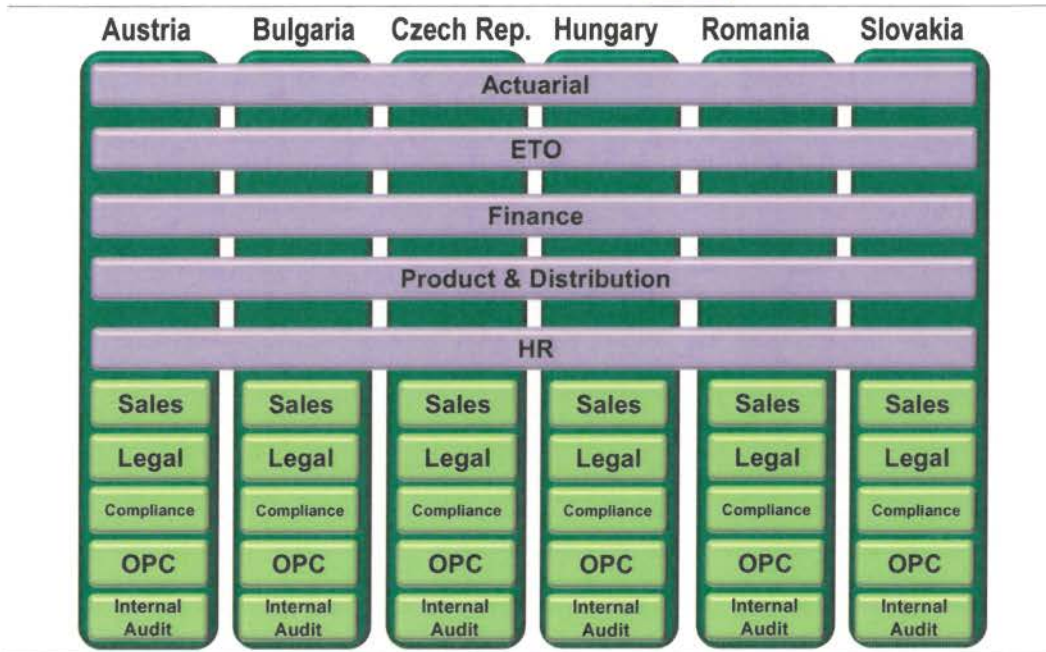 Austria Bulgaria Czech Rep. Hungary Romania Slovakia
Actuarial
ETO
Finance
Product & Distribution
HR
Sales Sales Sales Sales Sales Sales
Legal Legal Legal Legal Legal Legal
Compliance Compliance Compliance Compliance Compliance Compliance
OPC OPC OPC OPC OPC OPC
Internal Internal Internal Internal Internal Internal
Audit Audit Audit Audit Audit Audit